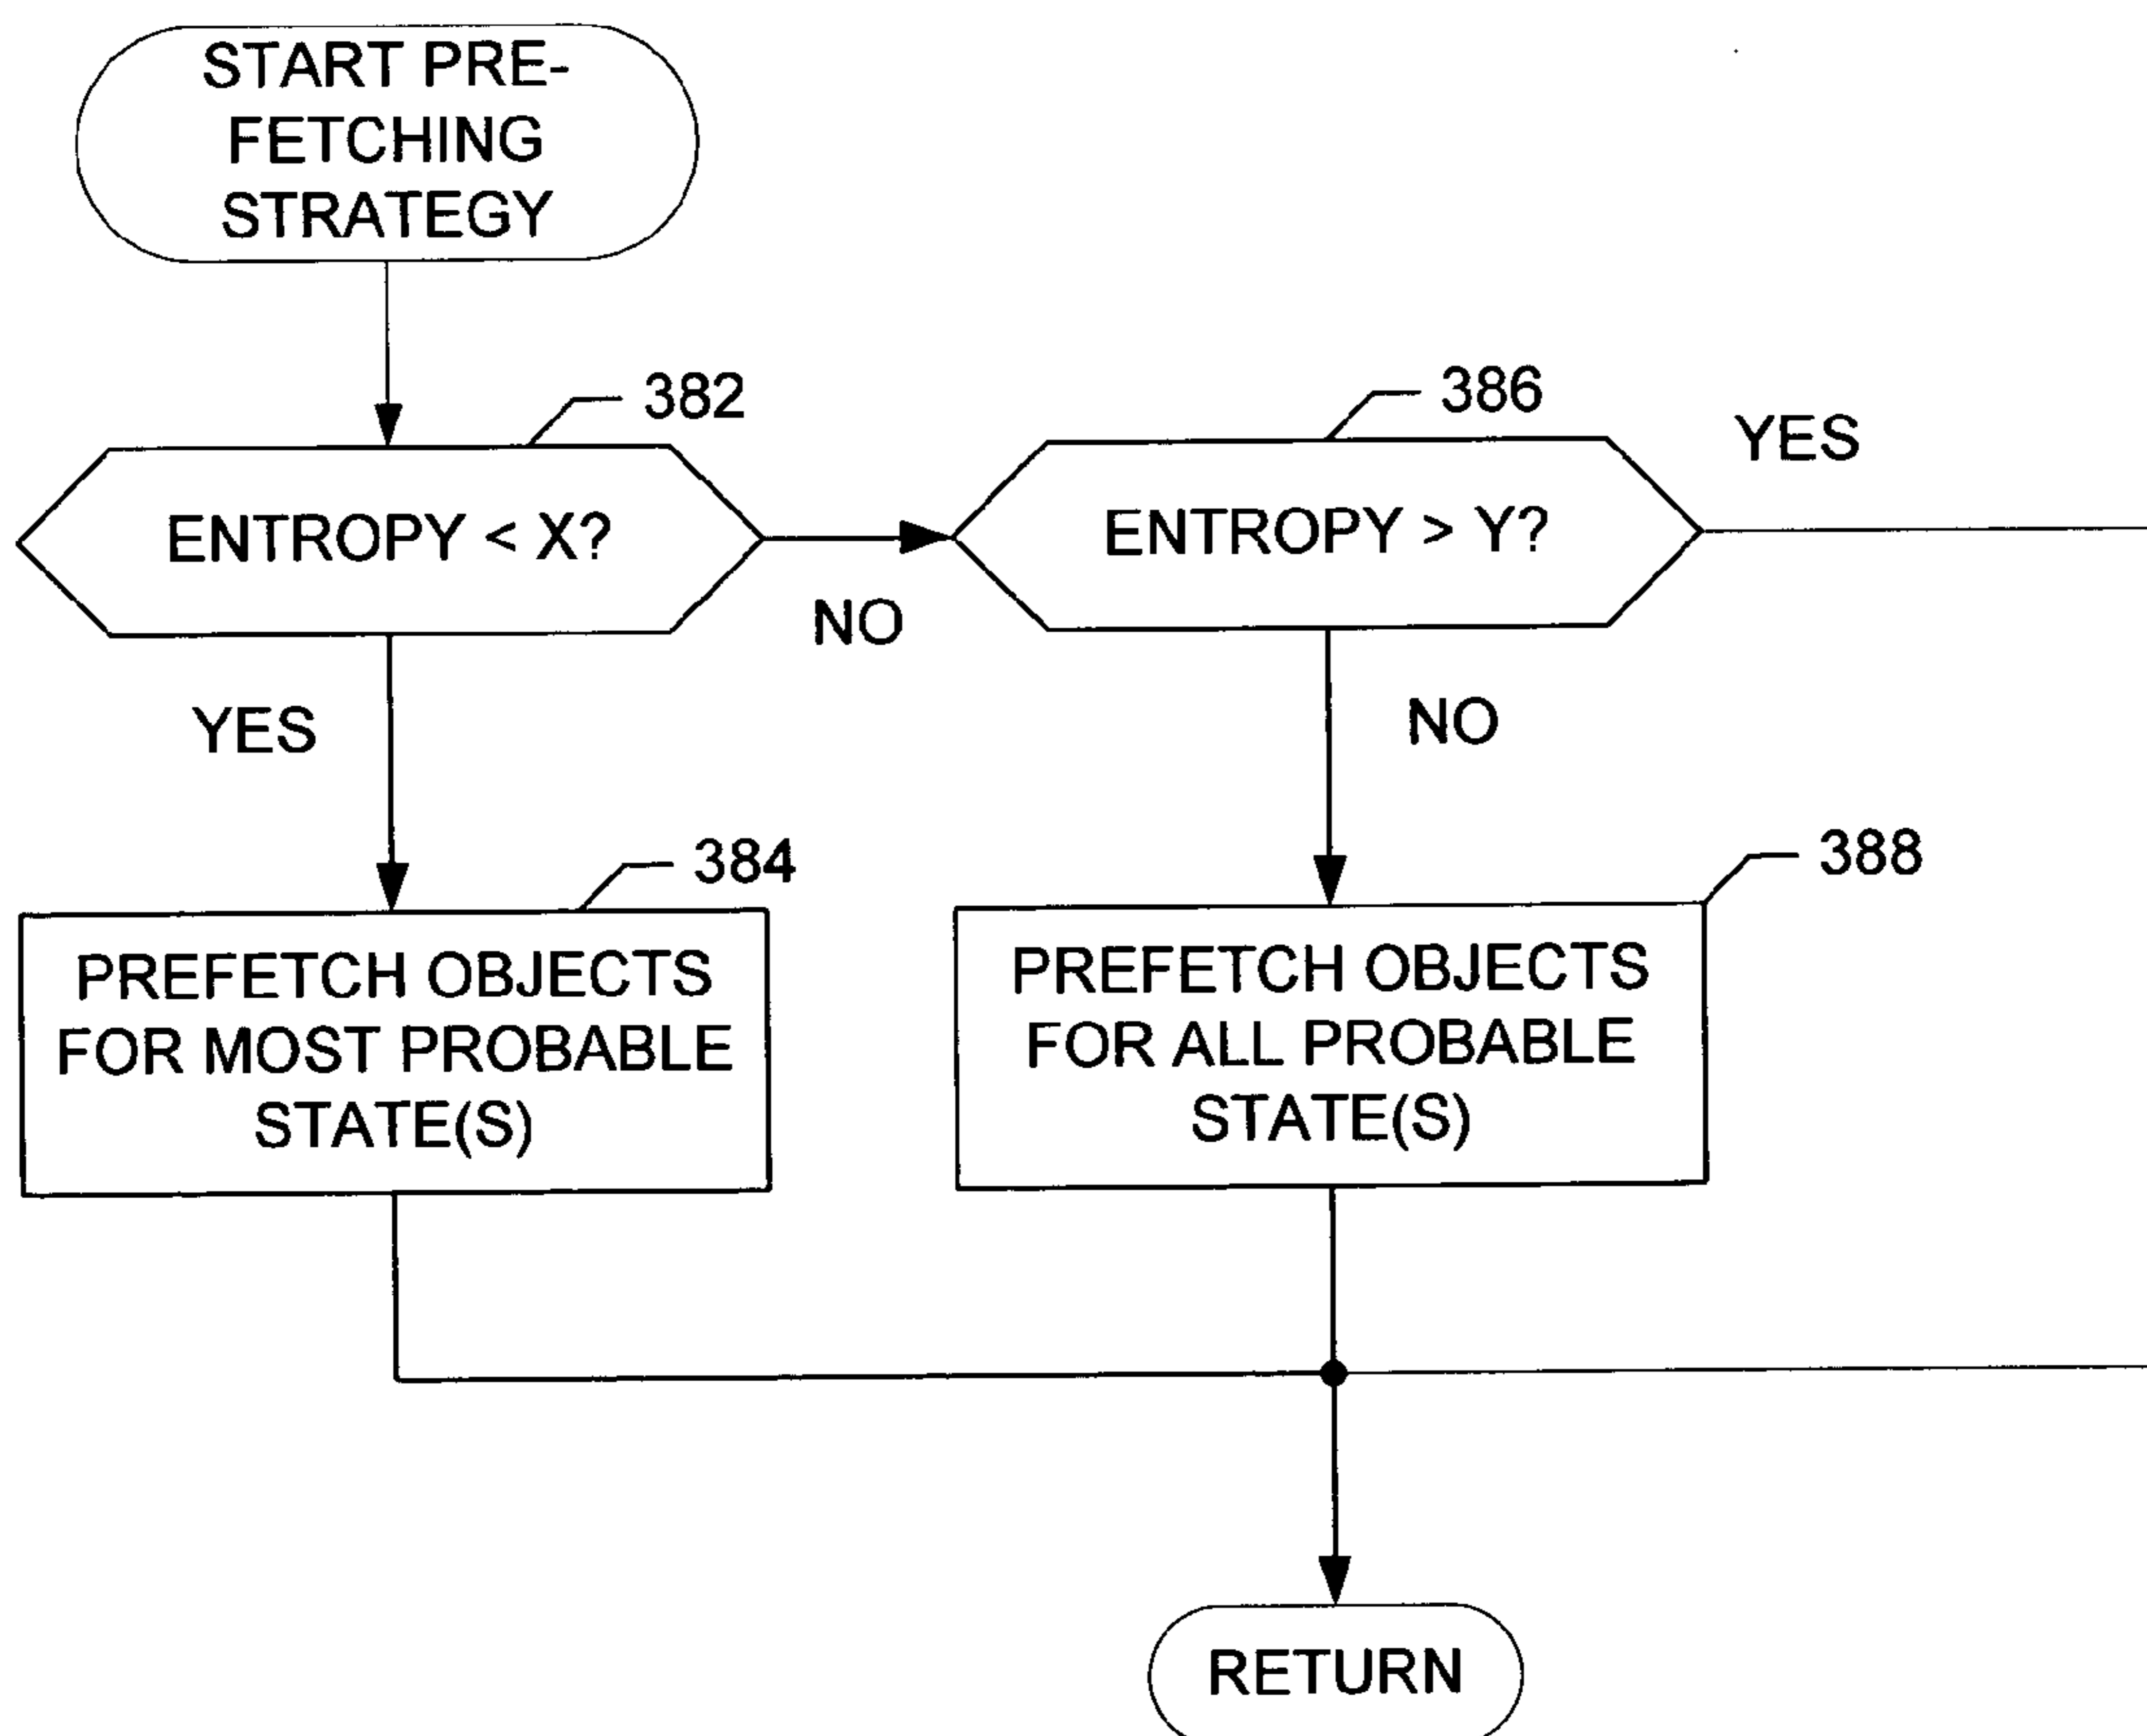 START PRE-
FETCHING
STRATEGY
382
386
YES
ENTROPY < X?
ENTROPY > Y?
NO
YES
NO
384
388
PREFETCH OBJECTS
FOR MOST PROBABLE
STATE(S)
PREFETCH OBJECTS
FOR ALL PROBABLE
STATE(S)
RETURN